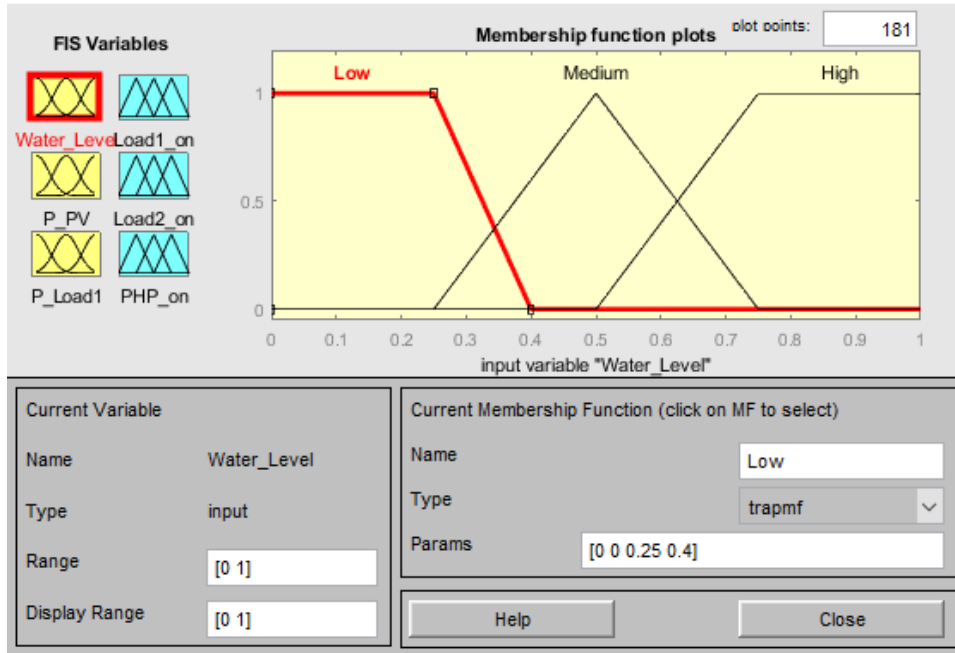 FIS Variables
Membership function plots plot points: 181
Low Medium High
1
0.5
0
Water_Level Load1_on
P_PV Load2_on
P_Load1 PHP_on
0 0.1 0.2 0.3 0.4 0.5 0.6 0.7 0.8 0.9 1
input variable "Water_Level"
Current Variable
Name Water_Level
Type input
Range [0 1]
Display Range [0 1]
Current Membership Function (click on MF to select)
Name Low
Type trapmf
Params [0 0 0.25 0.4]
Help Close